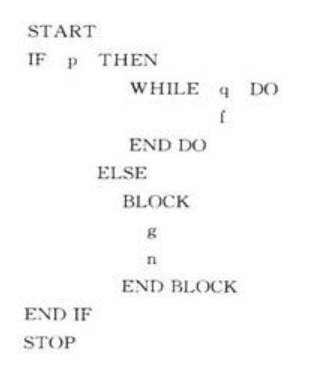 START
IF p THEN
WHILE q DO
f
END DO
ELSE
BLOCK
g
n
END BLOCK
END IF
STOP